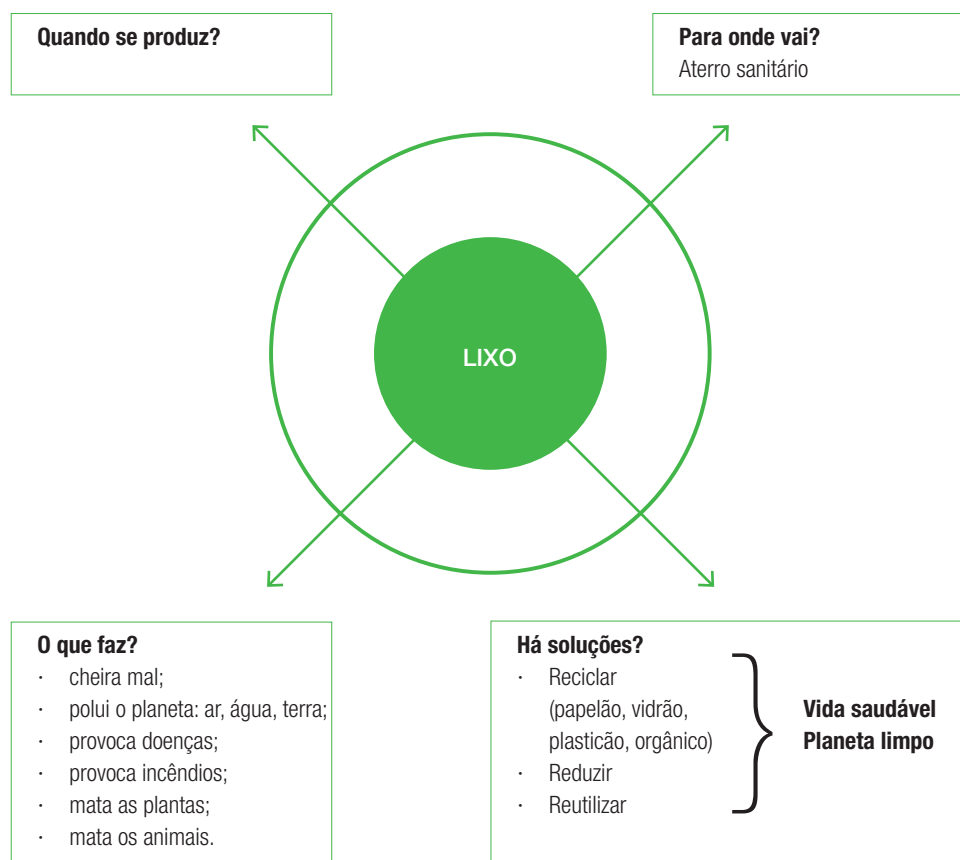 Quando se produz?
Para onde vai?
Aterro sanitário
LIXO
O que faz?
· cheira mal;
· polui o planeta: ar, água, terra;
· provoca doenças;
· provoca incêndios;
· mata as plantas;
· mata os animais.
Há soluções?
· Reciclar
(papelão, vidrão,
plasticão, orgânico)
· Reduzir
· Reutilizar
Vida saudável
Planeta limpo